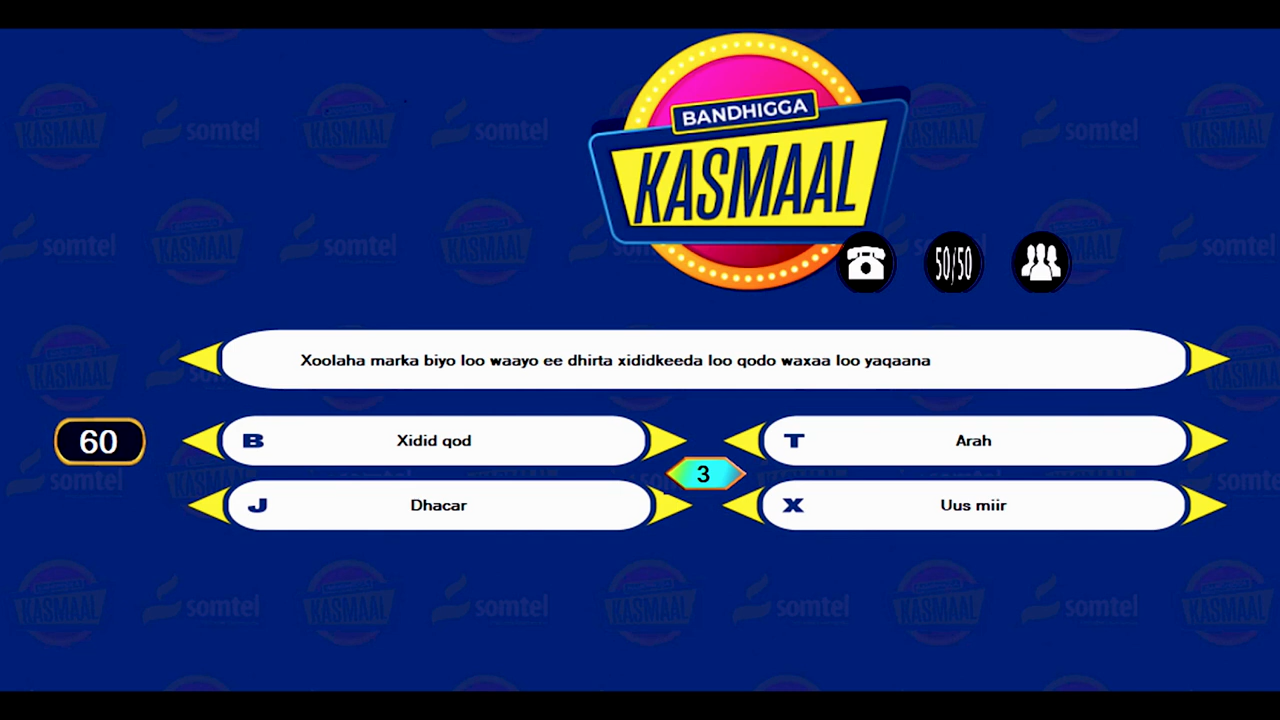 BANDHIGGA
KASMAAL
50/50
Xoolaha marka biyo loo waayo ee dhirta xididkeeda loo qodo waxaa loo yaqaana
60
B Xidid qod
T Arah
3
J Dhacar
X Uus miir